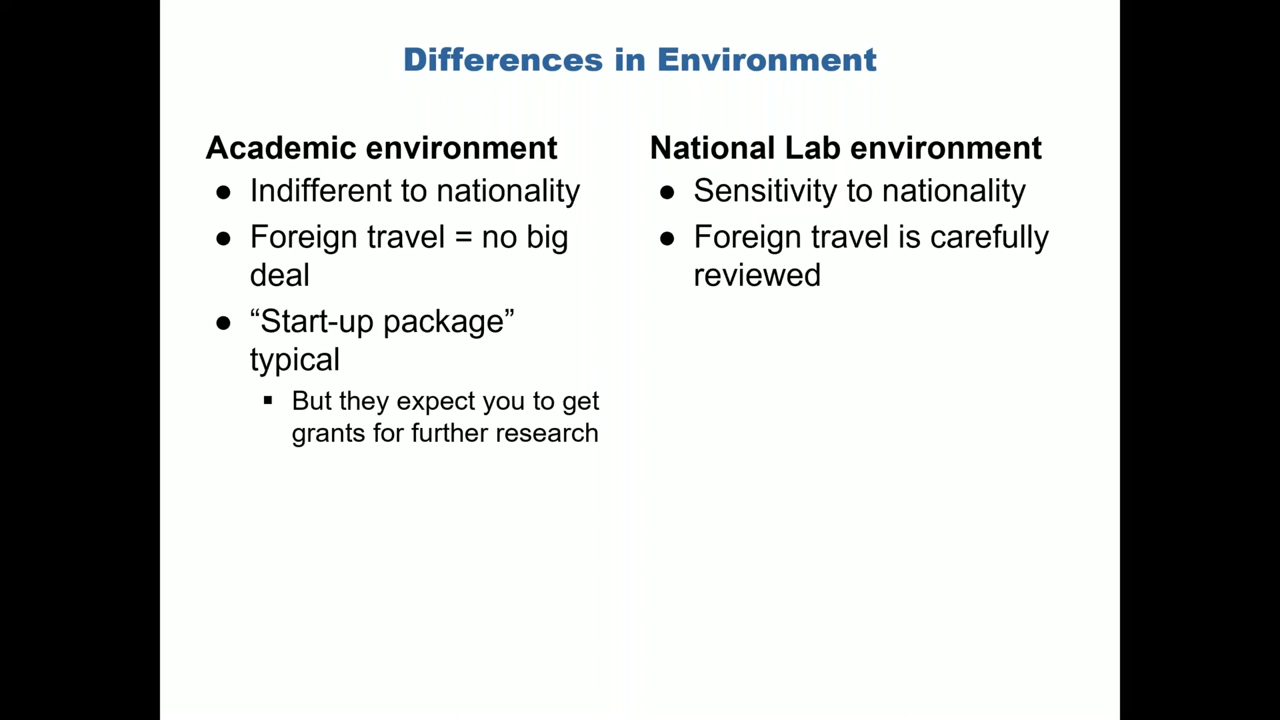 Differences in Environment
Academic environment
● Indifferent to nationality
● Foreign travel = no big
deal
● “Start-up package”
typical
▪ But they expect you to get
grants for further research
National Lab environment
● Sensitivity to nationality
● Foreign travel is carefully
reviewed